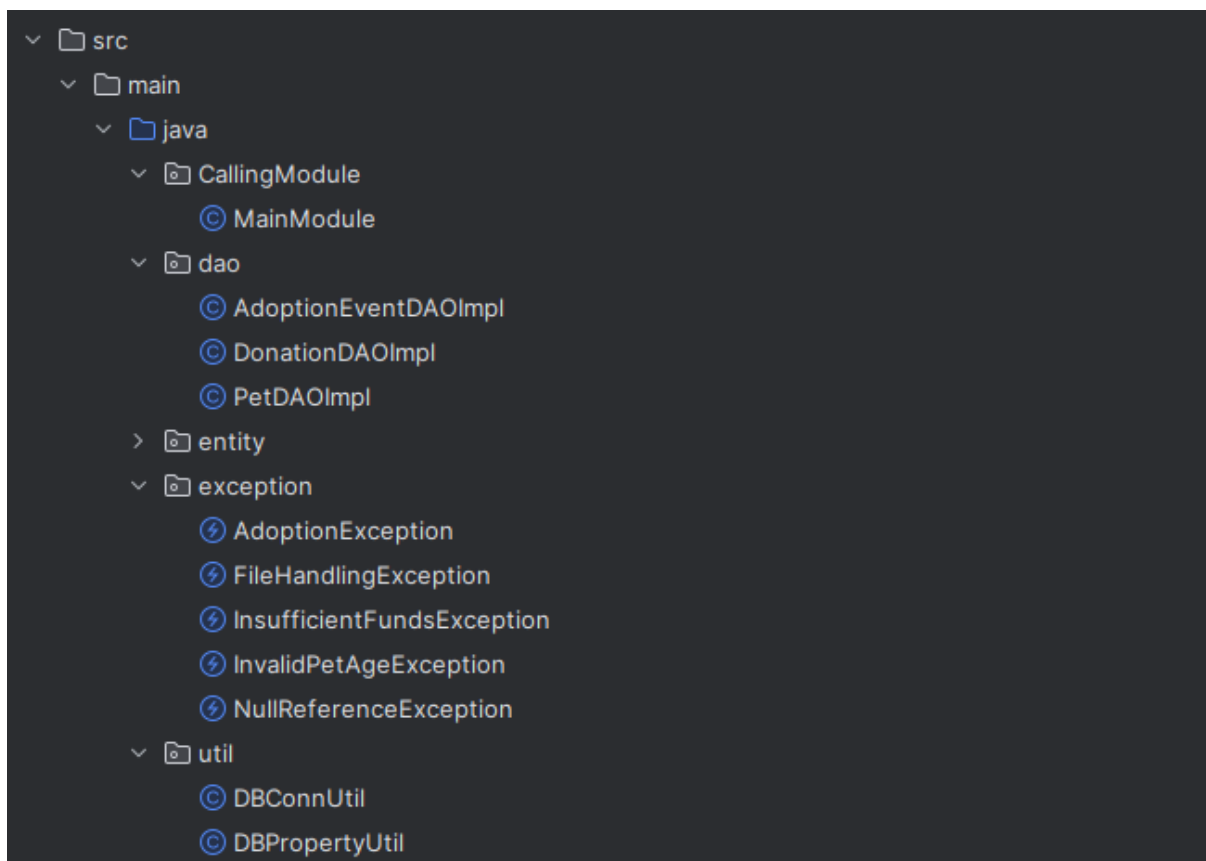 src
main
java
CallingModule
MainModule
dao
AdoptionEventDAOImpl
DonationDAOImpl
PetDAOImpl
entity
exception
AdoptionException
FileHandlingException
InsufficientFundsException
InvalidPetAgeException
NullReferenceException
util
DBConnUtil
DBPropertyUtil